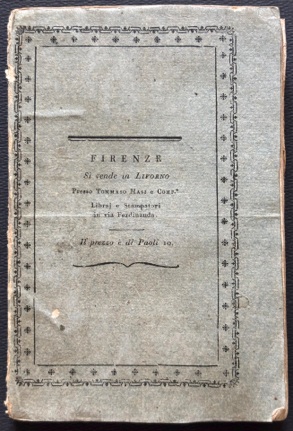 FIRENZE
Si vende in LIVORNO
Presso TOMMASO MASI e COMP.º
Libraj e Stampatori
in via Ferdinanda,
Il prezzo è di Paoli 10.